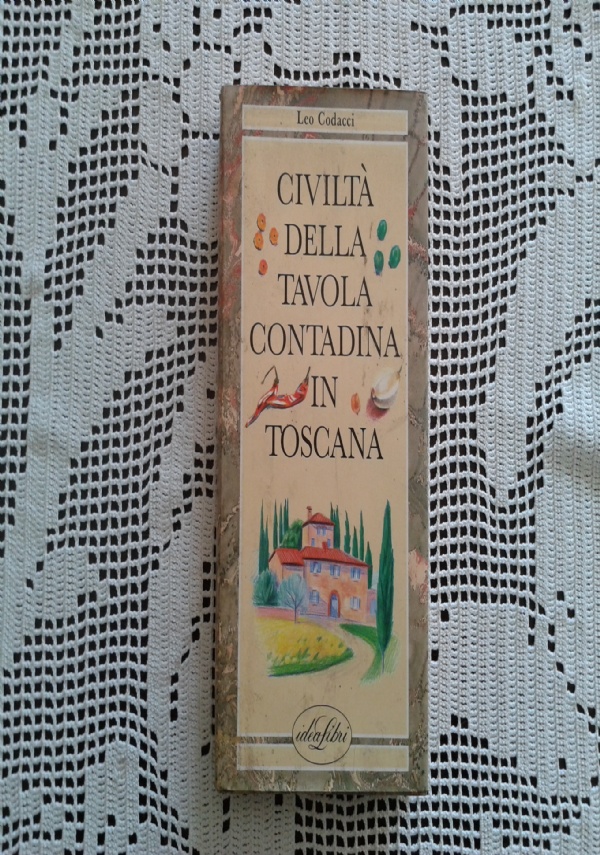 Leo Codacci
CIVILTÀ
DELLA
TAVOLA
CONTADINA
IN
TOSCANA
ideaLibri